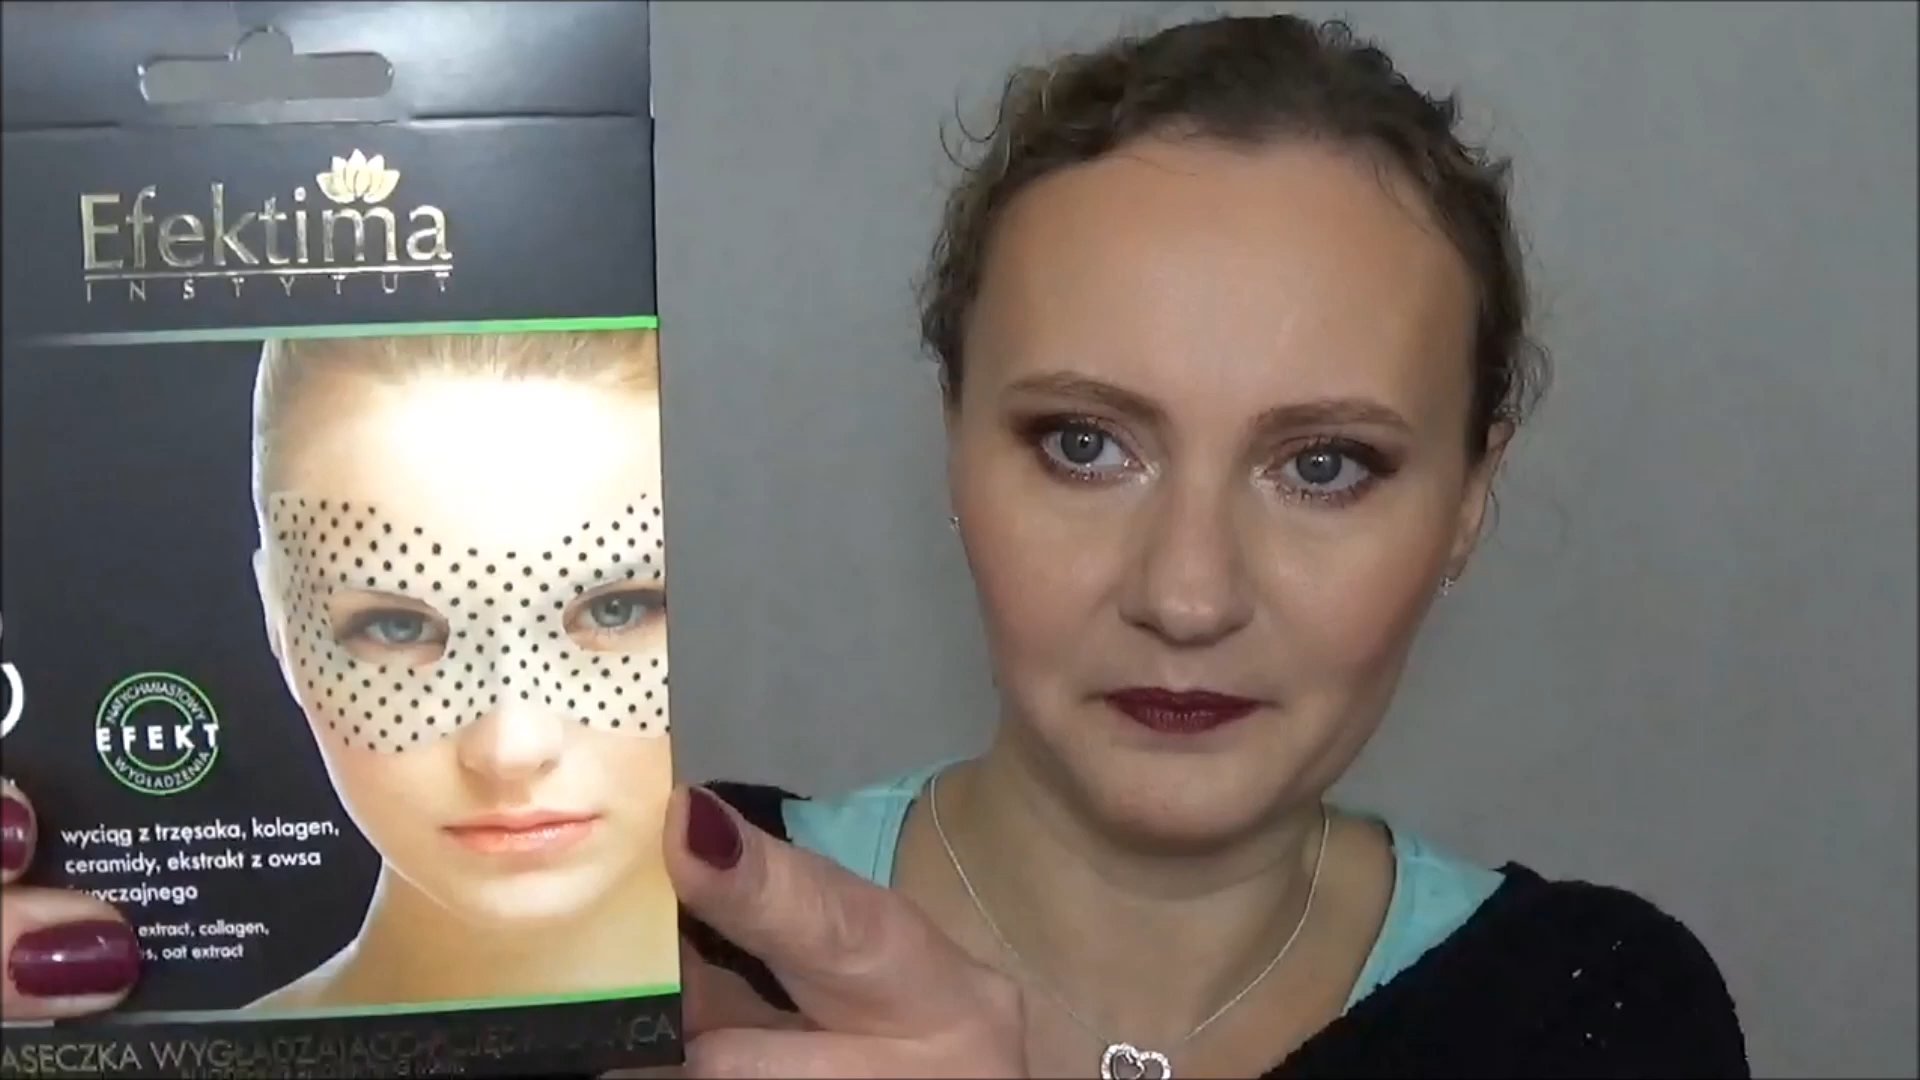 Efektima
INSTYTUT
NATYCHMIASTOWY
EFEKT
WYGŁADZENIA
wyciąg z trzęsaka, kolagen,
ceramidy, ekstrakt z owsa
extract, collagen,
oat extract